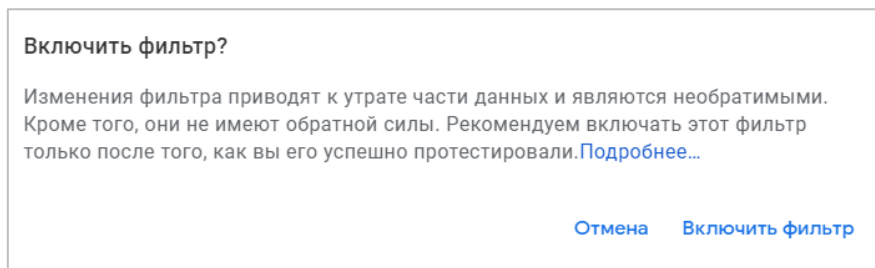 Включить фильтр?
Изменения фильтра приводят к утрате части данных и являются необратимыми.
Кроме того, они не имеют обратной силы. Рекомендуем включать этот фильтр
только после того, как вы его успешно протестировали.Подробнее...
Отмена Включить фильтр